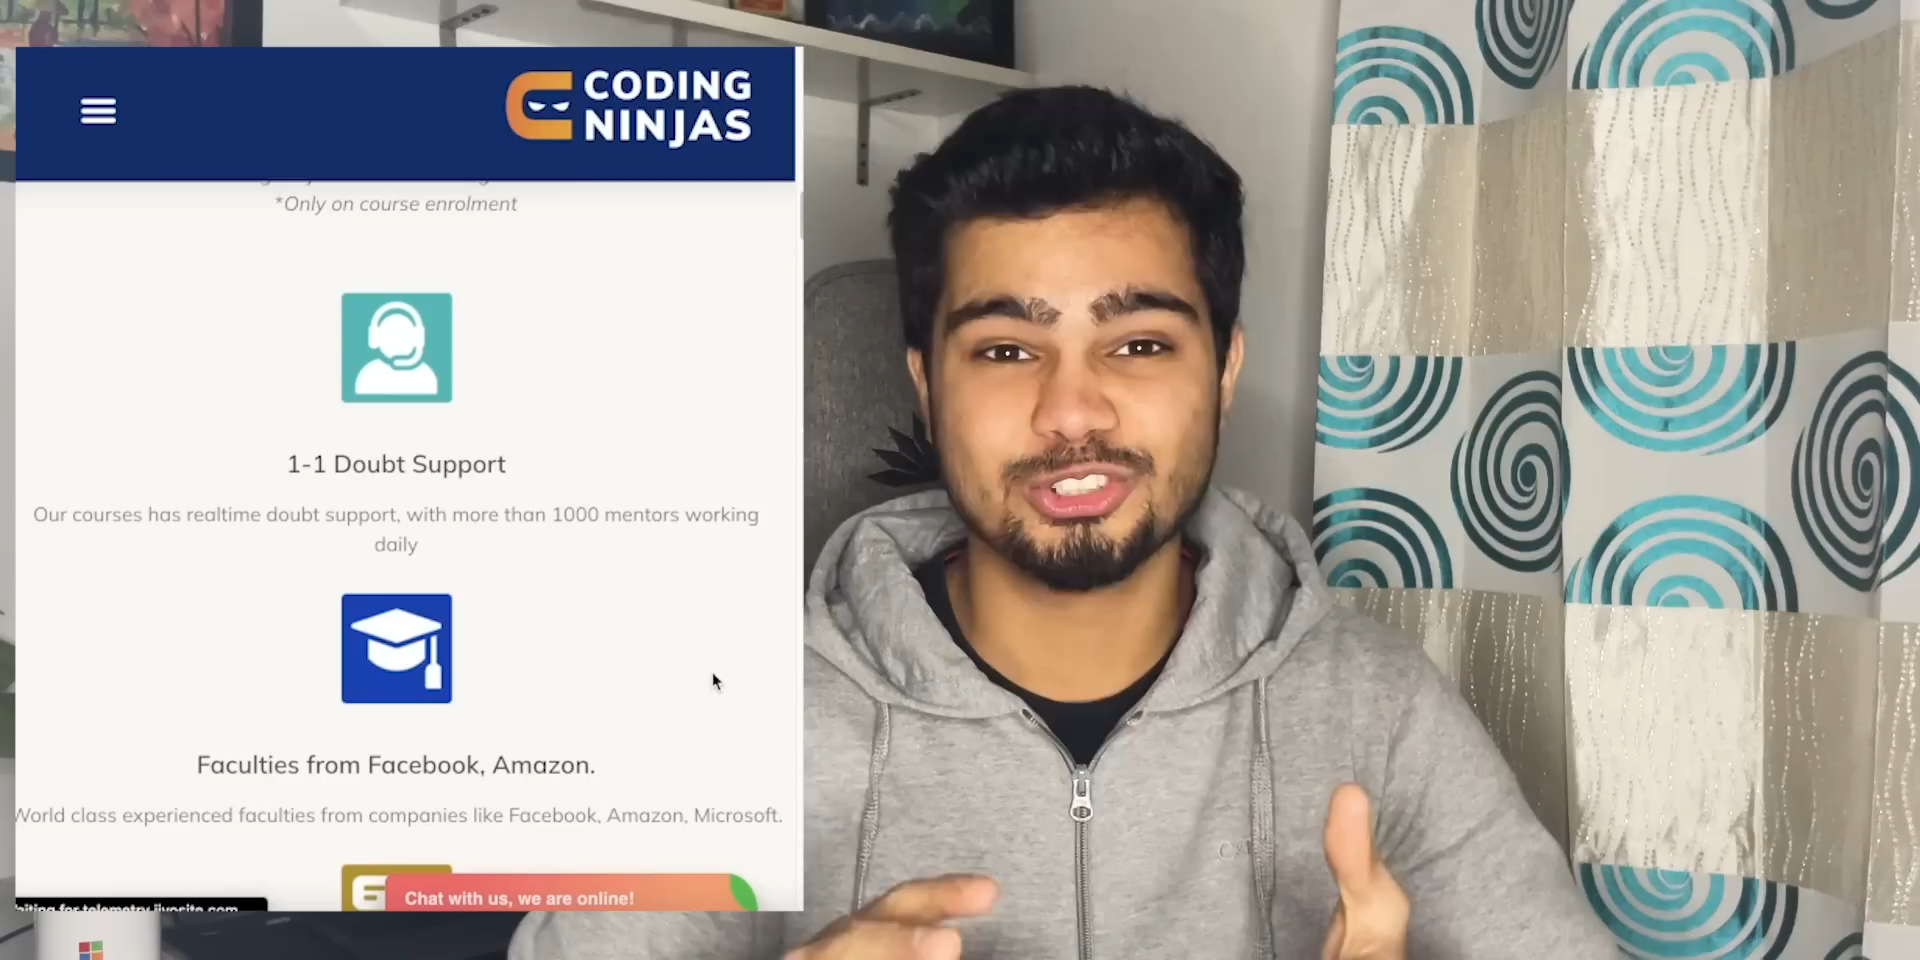 CODING
NINJAS
*Only on course enrolment
1-1 Doubt Support
Our courses has realtime doubt support, with more than 1000 mentors working
daily
Faculties from Facebook, Amazon.
World class experienced faculties from companies like Facebook, Amazon, Microsoft.
Chat with us, we are online!